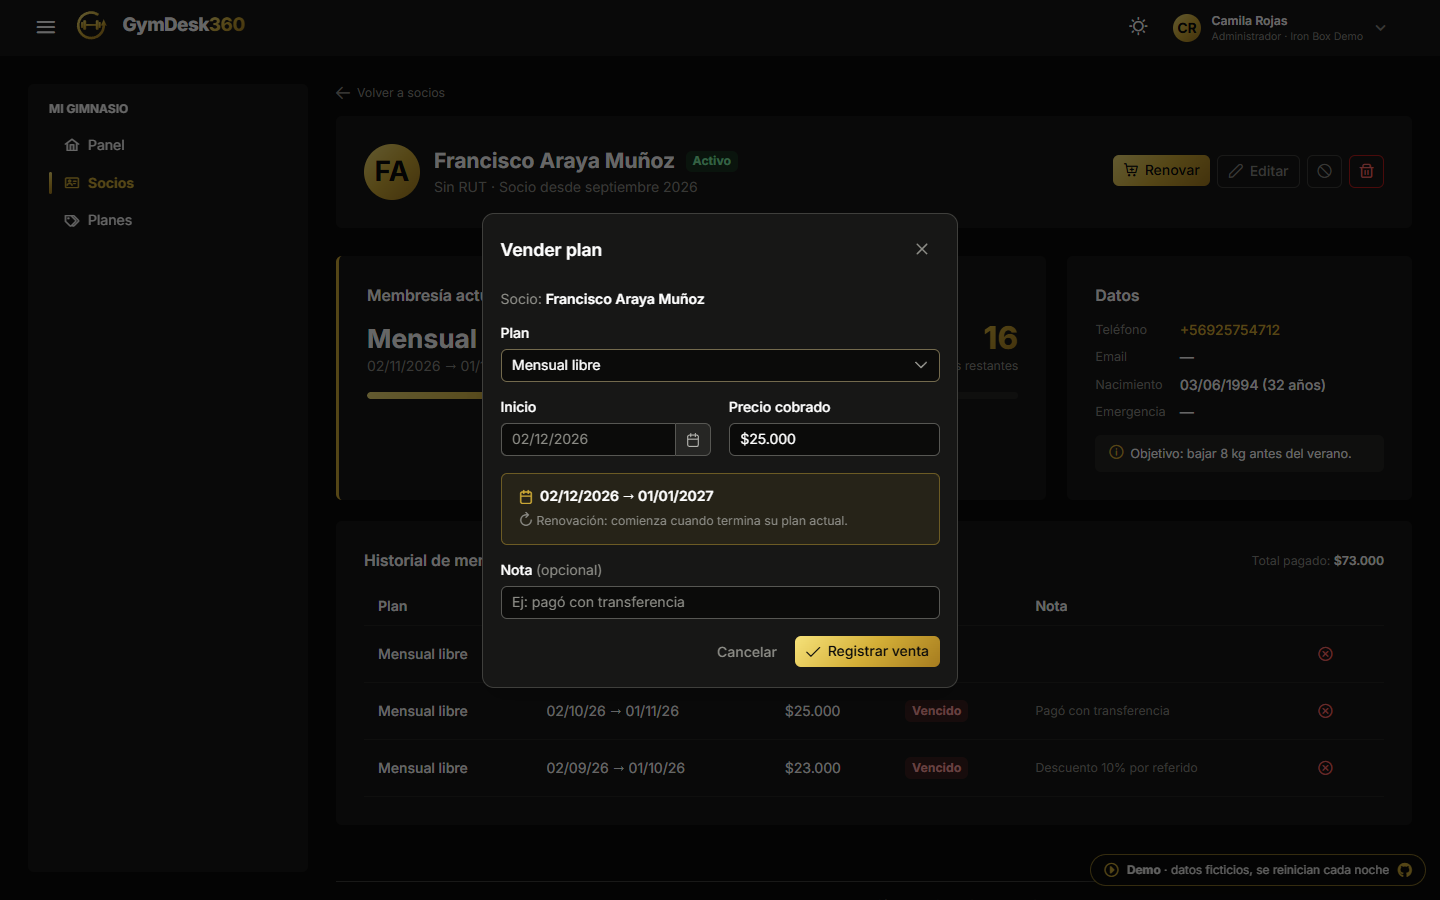 GymDesk360
Camila Rojas
Administrador · Iron Box Demo
CR
MI GIMNASIO
Panel
Socios
Planes
Volver a socios
FA
Francisco Araya Muñoz
Activo
Sin RUT · Socio desde septiembre 2026
Renovar
Editar
Membresía actu
Mensual
02/11/2026 → 01/1
16
s restantes
Datos
Teléfono
+56925754712
Email
—
Nacimiento
03/06/1994 (32 años)
Emergencia
—
Objetivo: bajar 8 kg antes del verano.
Vender plan
Socio: Francisco Araya Muñoz
Plan
Mensual libre
Inicio
Precio cobrado
02/12/2026
$25.000
02/12/2026 → 01/01/2027
Renovación: comienza cuando termina su plan actual.
Nota (opcional)
Ej: pagó con transferencia
Cancelar
Registrar venta
Historial de mem
Total pagado: $73.000
Plan
Nota
Mensual libre
Mensual libre
02/10/26 → 01/11/26
$25.000
Vencido
Pagó con transferencia
Mensual libre
02/09/26 → 01/10/26
$23.000
Vencido
Descuento 10% por referido
Demo · datos ficticios, se reinician cada noche